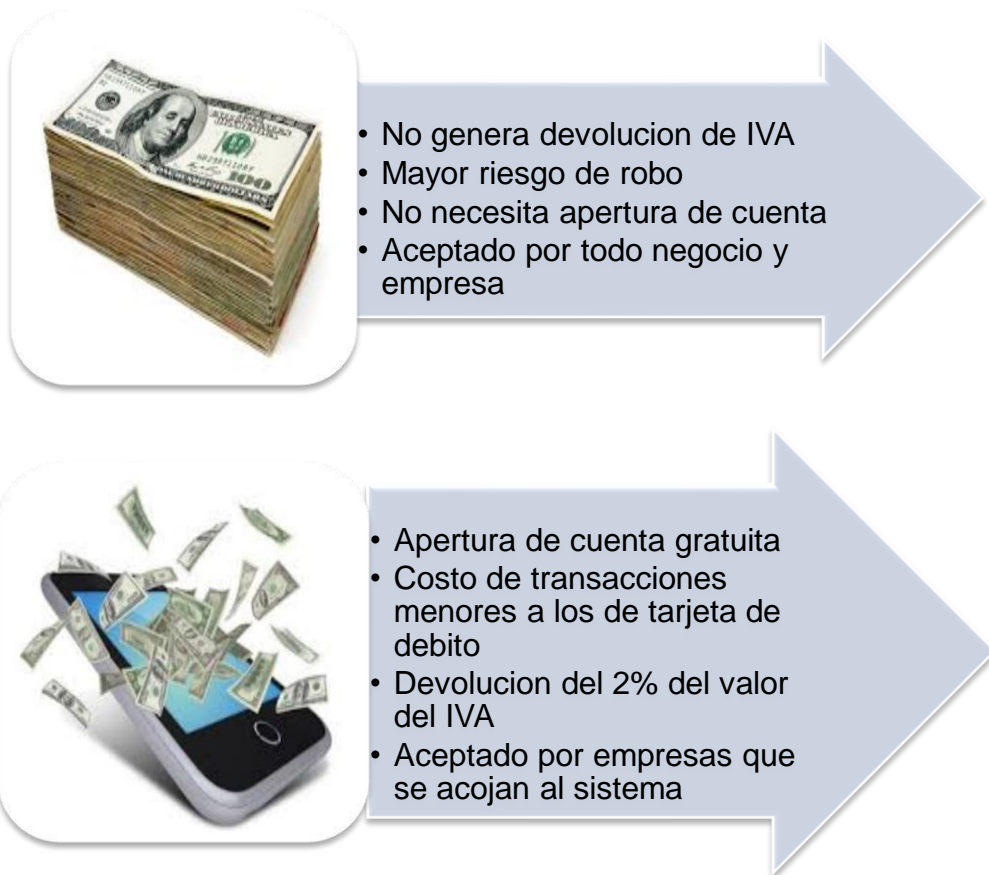 • No genera devolucion de IVA
• Mayor riesgo de robo
• No necesita apertura de cuenta
• Aceptado por todo negocio y
empresa
100
• Apertura de cuenta gratuita
• Costo de transacciones
menores a los de tarjeta de
debito
• Devolucion del 2% del valor
del IVA
• Aceptado por empresas que
se acojan al sistema